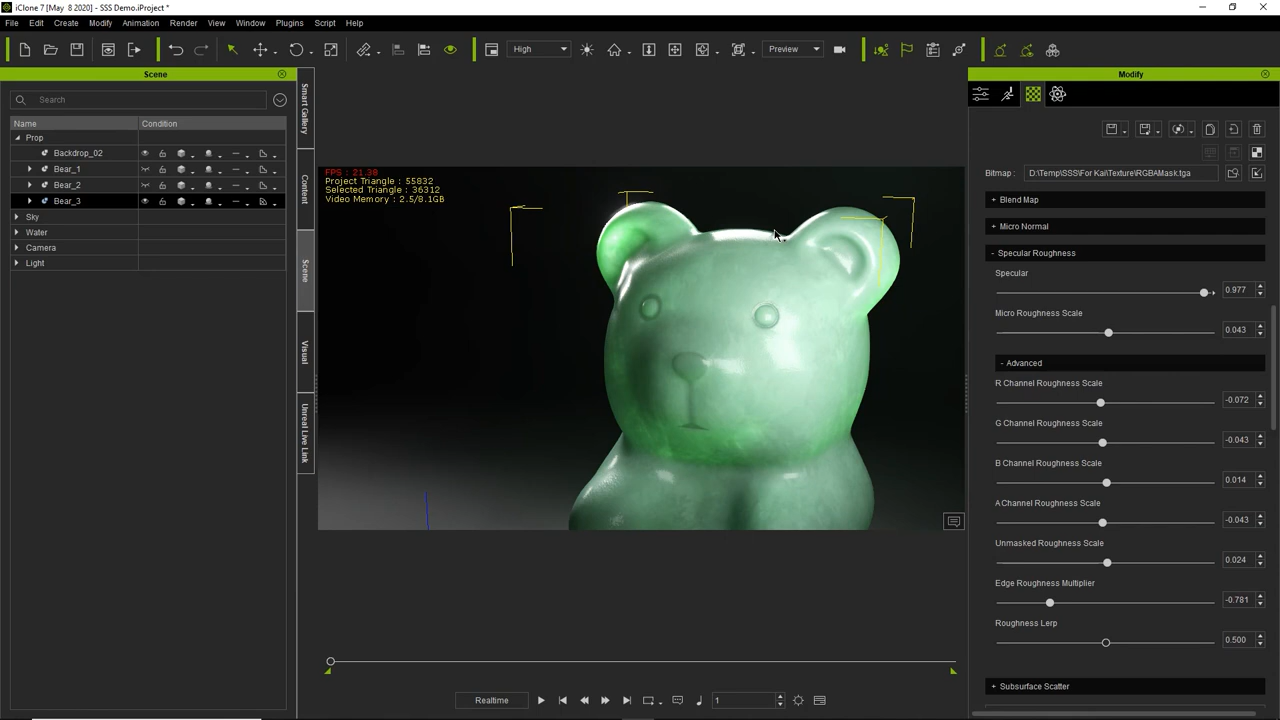 iClone 7 [May  8 2020] - SSS Demo.iProject *
File Edit Create Modify Animation Render View Window Plugins Script Help
High
Preview
Scene
Modify
Search
Name Condition
Prop
Backdrop_02
Bear_1
Bear_2
Bear_3
Sky
Water
Camera
Light
Smart Gallery
Content
Scene
Visual
Unreal Live Link
FPS : 21.38
Project Triangle : 55832
Selected Triangle : 36312
Video Memory : 2.5/8.1GB
Bitmap : D:\Temp\SSS\For Kai\Texture\RGBAMask.tga
+ Blend Map
+ Micro Normal
- Specular Roughness
Specular
0.977
Micro Roughness Scale
0.043
- Advanced
R Channel Roughness Scale
-0.072
G Channel Roughness Scale
-0.043
B Channel Roughness Scale
0.014
A Channel Roughness Scale
-0.043
Unmasked Roughness Scale
0.024
Edge Roughness Multiplier
-0.781
Roughness Lerp
0.500
+ Subsurface Scatter
Realtime
1